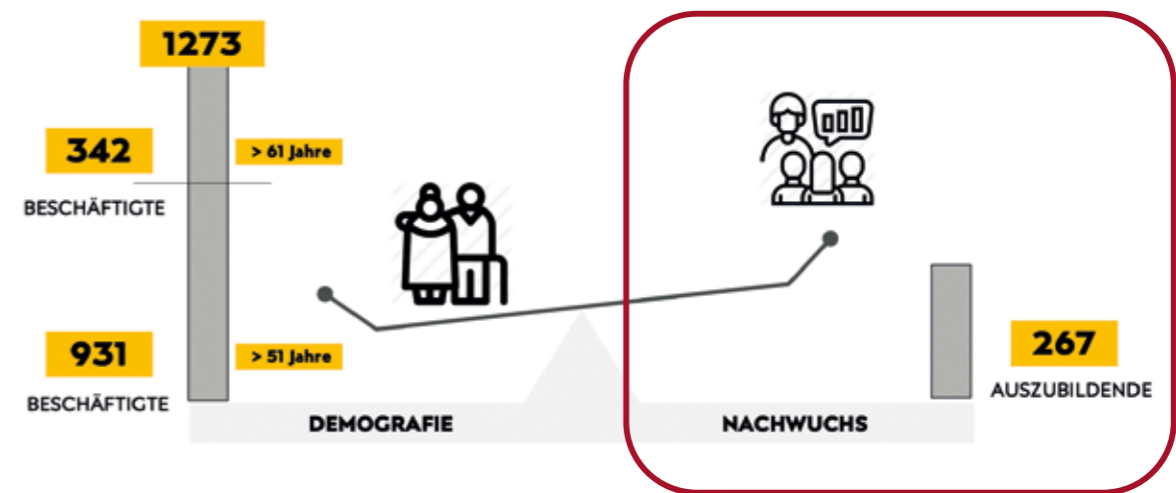 1273
342
> 61 Jahre
BESCHÄFTIGTE
931
> 51 Jahre
BESCHÄFTIGTE
267
AUSZUBILDENDE
DEMOGRAFIE
NACHWUCHS